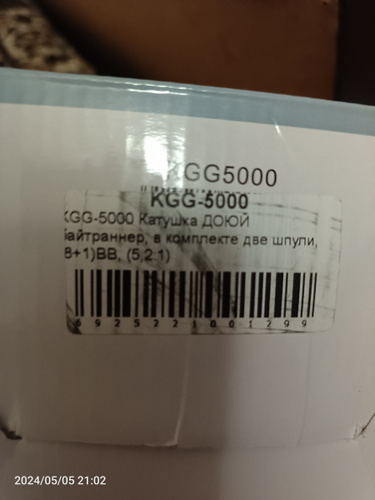 KGG5000
KGG-5000
KGG-5000 Катушка ДОЮЙ
Байтраннер, в комплекте две шпули,
8+1)BB, (5,2:1)
6925221001299
2024/05/05 21:02